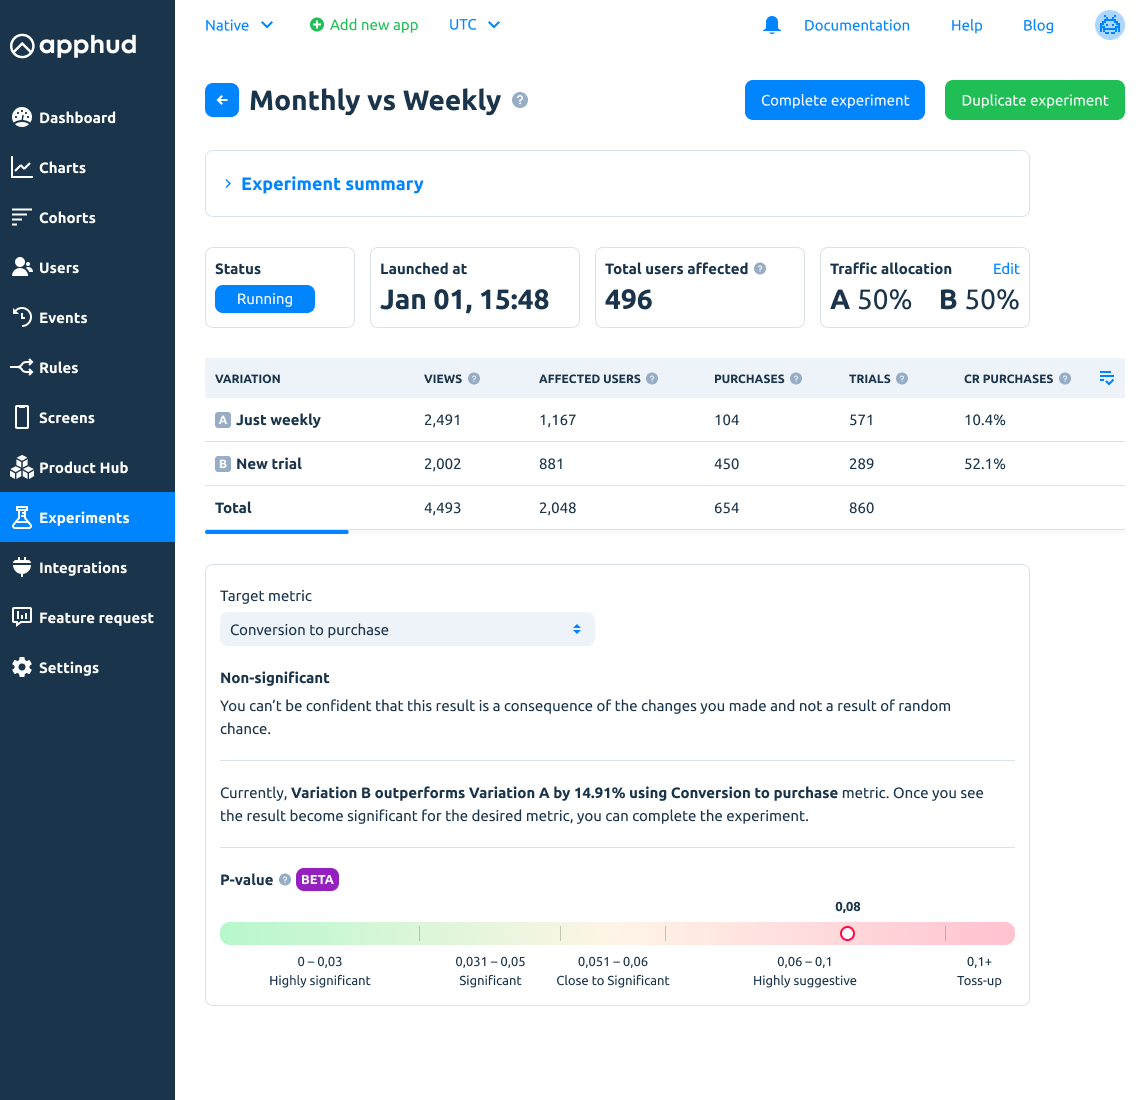 apphud
Native
Add new app
UTC
Documentation
Help
Blog
Dashboard
Charts
Cohorts
Users
Events
Rules
Screens
Product Hub
Experiments
Integrations
Feature request
Settings
Monthly vs Weekly ?
Complete experiment
Duplicate experiment
Experiment summary
Status
Running
Launched at
Jan 01, 15:48
Total users affected ?
496
Traffic allocation Edit
A 50% B 50%
VARIATION VIEWS ? AFFECTED USERS ? PURCHASES ? TRIALS ? CR PURCHASES ?
A Just weekly 2,491 1,167 104 571 10.4%
B New trial 2,002 881 450 289 52.1%
Total 4,493 2,048 654 860
Target metric
Conversion to purchase
Non-significant
You can’t be confident that this result is a consequence of the changes you made and not a result of random
chance.
Currently, Variation B outperforms Variation A by 14.91% using Conversion to purchase metric. Once you see
the result become significant for the desired metric, you can complete the experiment.
P-value ? BETA
0,08
0 – 0,03 0,031 – 0,05 0,051 – 0,06 0,06 – 0,1 0,1+
Highly significant Significant Close to Significant Highly suggestive Toss-up